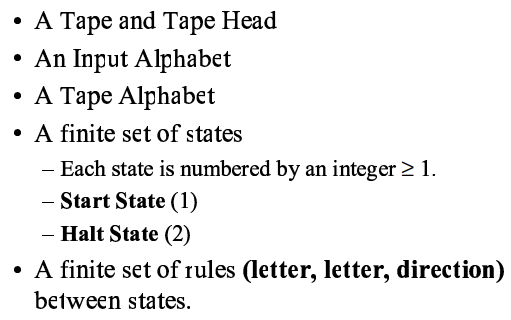 • A Tape and Tape Head
• An Input Alphabet
• A Tape Alphabet
• A finite set of states
– Each state is numbered by an integer ≥ 1.
– Start State (1)
– Halt State (2)
• A finite set of rules (letter, letter, direction)
between states.